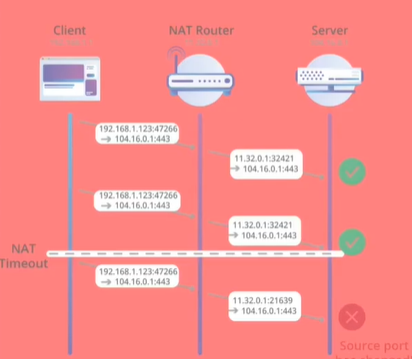 Client
NAT Router
Server
192.168.1.123:47266
→ 104.16.0.1:443
11.32.0.1:32421
→ 104.16.0.1:443
192.168.1.123:47266
→ 104.16.0.1:443
11.32.0.1:32421
→ 104.16.0.1:443
NAT
Timeout
192.168.1.123:47266
→ 104.16.0.1:443
11.32.0.1:21639
→ 104.16.0.1:443
Source port